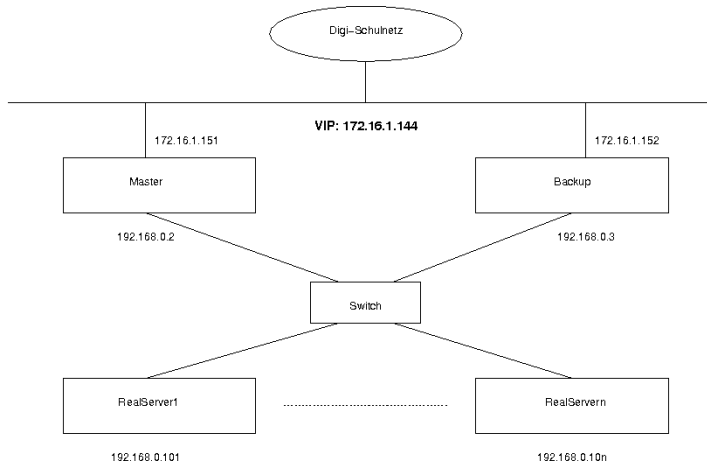 Digi-Schulnetz
VIP: 172.16.1.144
172.16.1.151
172.16.1.152
Master
Backup
192.168.0.2
192.168.0.3
Switch
RealServer1
RealServern
192.168.0.101
192.168.0.10n